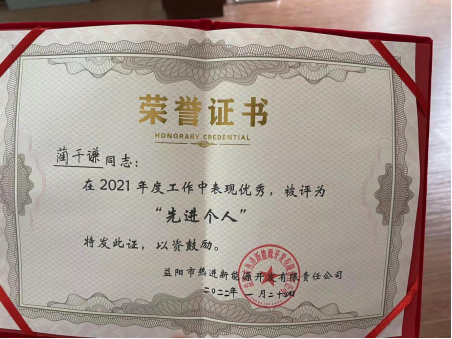 荣誉证书
HONORARY CREDENTIAL
蔺千谦同志：
在2021年度工作中表现优秀，被评为
“先进个人”
特发此证，以资鼓励。
益阳市热进新能源开发有限责任公司
二〇二二年一月二十四日